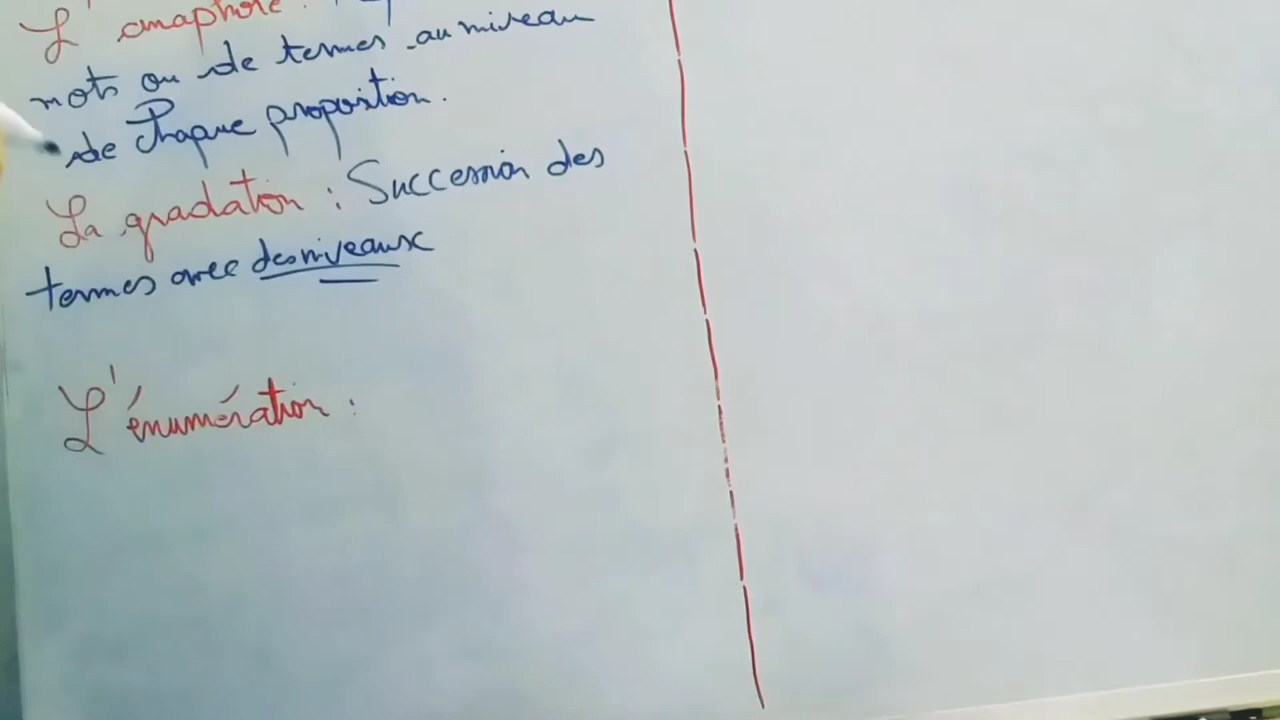 L'anaphore :
mots ou de termes au niveau
de chaque proposition.
La gradation : Succession des
termes avec des niveaux
L'énumération :